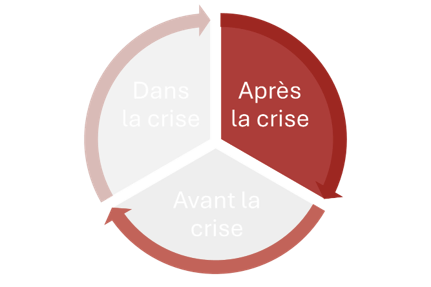 Dans
la crise
Après
la crise
Avant la
crise